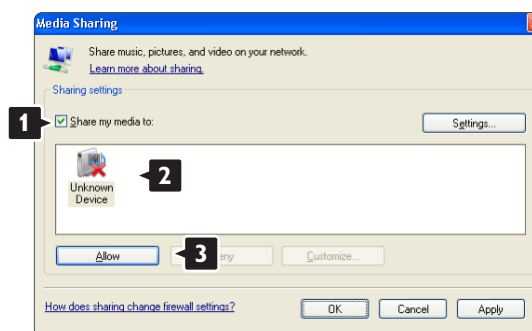 Media Sharing
Share music, pictures, and video on your network.
Learn more about sharing.
Sharing settings
1
Share my media to:
Settings...
2
Unknown
Device
Allow
3
eny
Customize...
How does sharing change firewall settings?
OK
Cancel
Apply